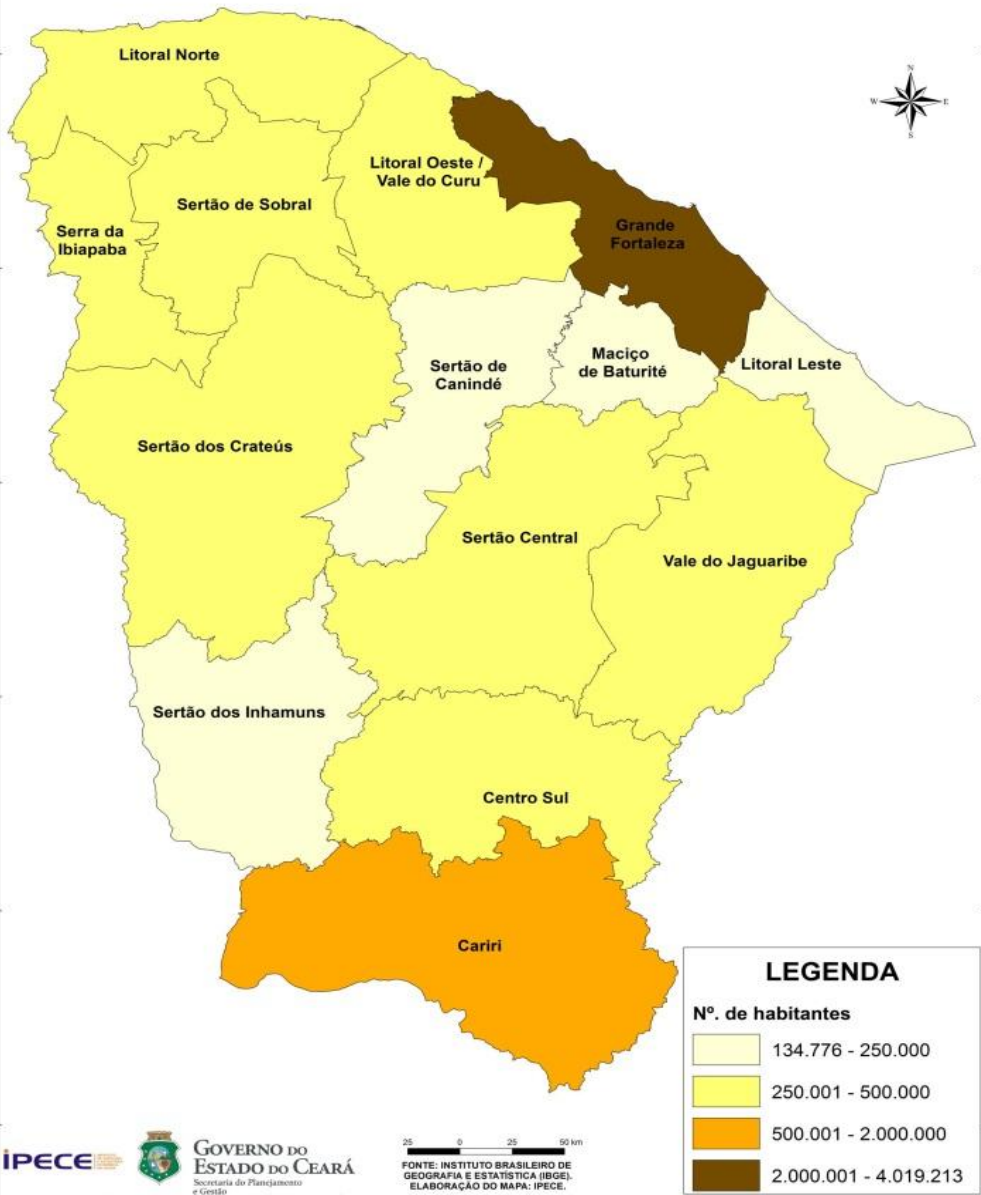 Litoral Norte
N
W
E
S
Litoral Oeste /
Vale do Curu
Sertão de Sobral
Serra da
Ibiapaba
Grande
Fortaleza
Sertão de
Canindé
Maciço
de Baturité
Litoral Leste
Sertão dos Crateús
Sertão Central
Vale do Jaguaribe
Sertão dos Inhamuns
Centro Sul
Cariri
LEGENDA
Nº. de habitantes
134.776 - 250.000
250.001 - 500.000
500.001 - 2.000.000
2.000.001 - 4.019.213
iPECE
GOVERNO DO
ESTADO DO CEARÁ
Secretaria do Planejamento
e Gestão
25 0 25 50 km
FONTE: INSTITUTO BRASILEIRO DE
GEOGRAFIA E ESTATÍSTICA (IBGE).
ELABORAÇÃO DO MAPA: IPECE.